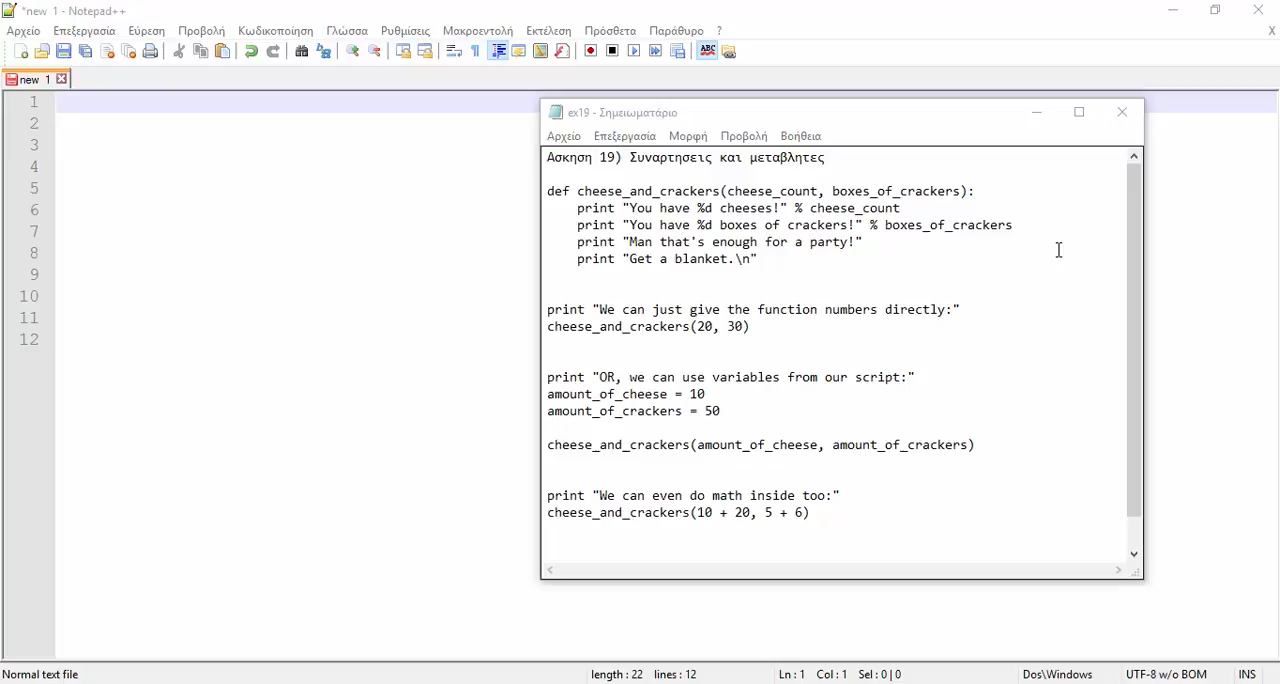 *new 1 - Notepad++
Αρχείο Επεξεργασία Εύρεση Προβολή Κωδικοποίηση Γλώσσα Ρυθμίσεις Μακροεντολή Εκτέλεση Πρόσθετα Παράθυρο ? X
ABC
new 1
1
2
3
4
5
6
7
8
9
10
11
12
ex19 - Σημειωματάριο
Αρχείο Επεξεργασία Μορφή Προβολή Βοήθεια
Ασκηση 19) Συναρτησεις και μεταβλητες
def cheese_and_crackers(cheese_count, boxes_of_crackers):
    print "You have %d cheeses!" % cheese_count
    print "You have %d boxes of crackers!" % boxes_of_crackers
    print "Man that's enough for a party!"
    print "Get a blanket.\n"
print "We can just give the function numbers directly:"
cheese_and_crackers(20, 30)
print "OR, we can use variables from our script:"
amount_of_cheese = 10
amount_of_crackers = 50
cheese_and_crackers(amount_of_cheese, amount_of_crackers)
print "We can even do math inside too:"
cheese_and_crackers(10 + 20, 5 + 6)
Normal text file length : 22 lines : 12 Ln : 1 Col : 1 Sel : 0 | 0 Dos\Windows UTF-8 w/o BOM INS